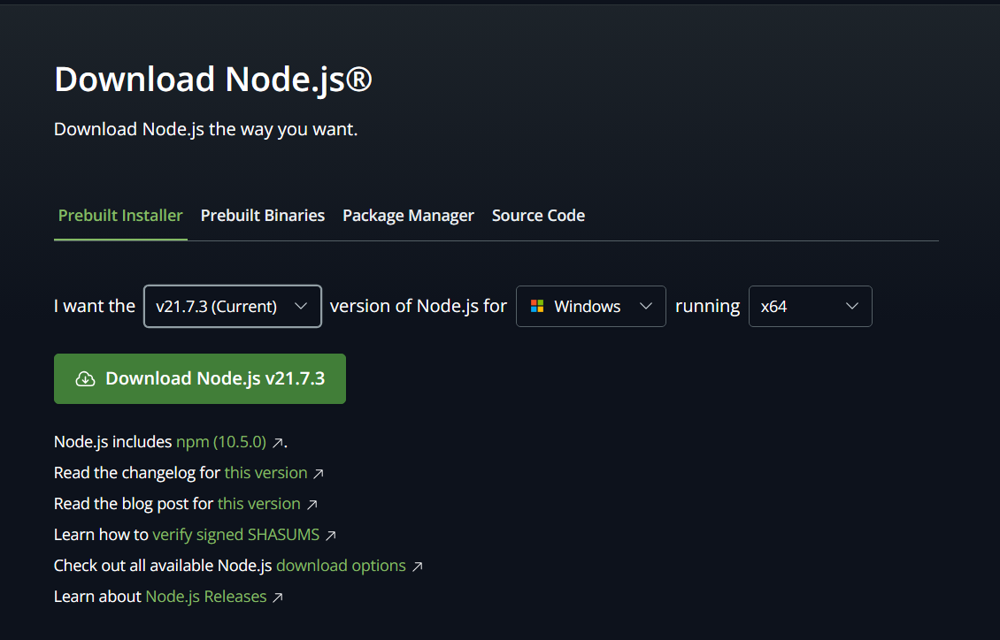 Download Node.js®
Download Node.js the way you want.
Prebuilt Installer Prebuilt Binaries Package Manager Source Code
I want the v21.7.3 (Current) version of Node.js for Windows running x64
Download Node.js v21.7.3
Node.js includes npm (10.5.0) ↗.
Read the changelog for this version ↗
Read the blog post for this version ↗
Learn how to verify signed SHASUMS ↗
Check out all available Node.js download options ↗
Learn about Node.js Releases ↗